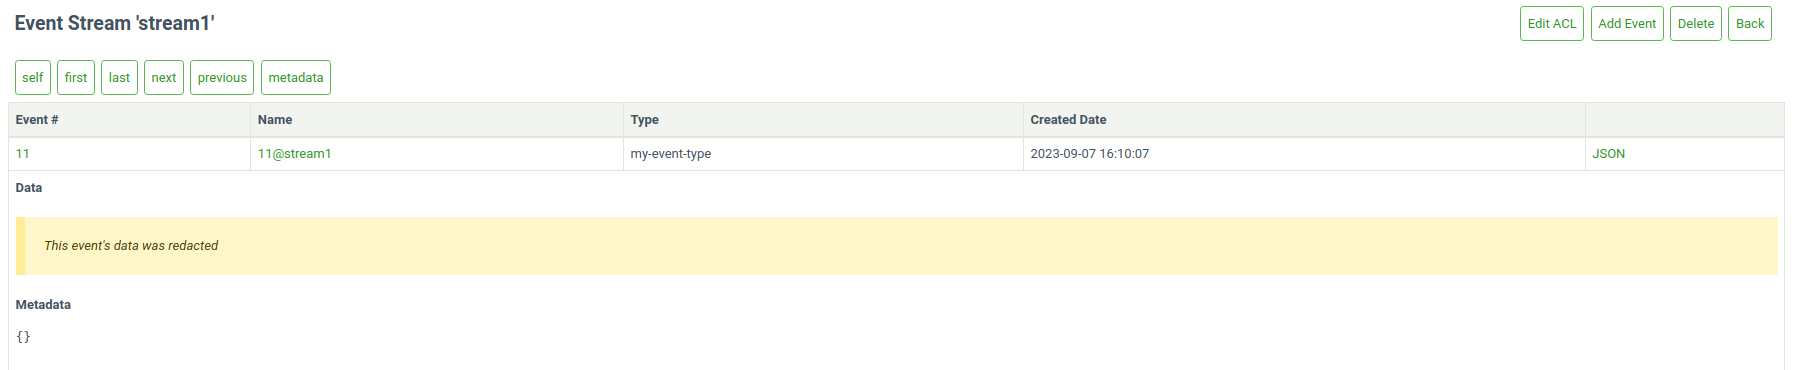 Event Stream 'stream1'
Edit ACL Add Event Delete Back
self first last next previous metadata
Event # Name Type Created Date
11 11@stream1 my-event-type 2023-09-07 16:10:07 JSON
Data
This event's data was redacted
Metadata
{}